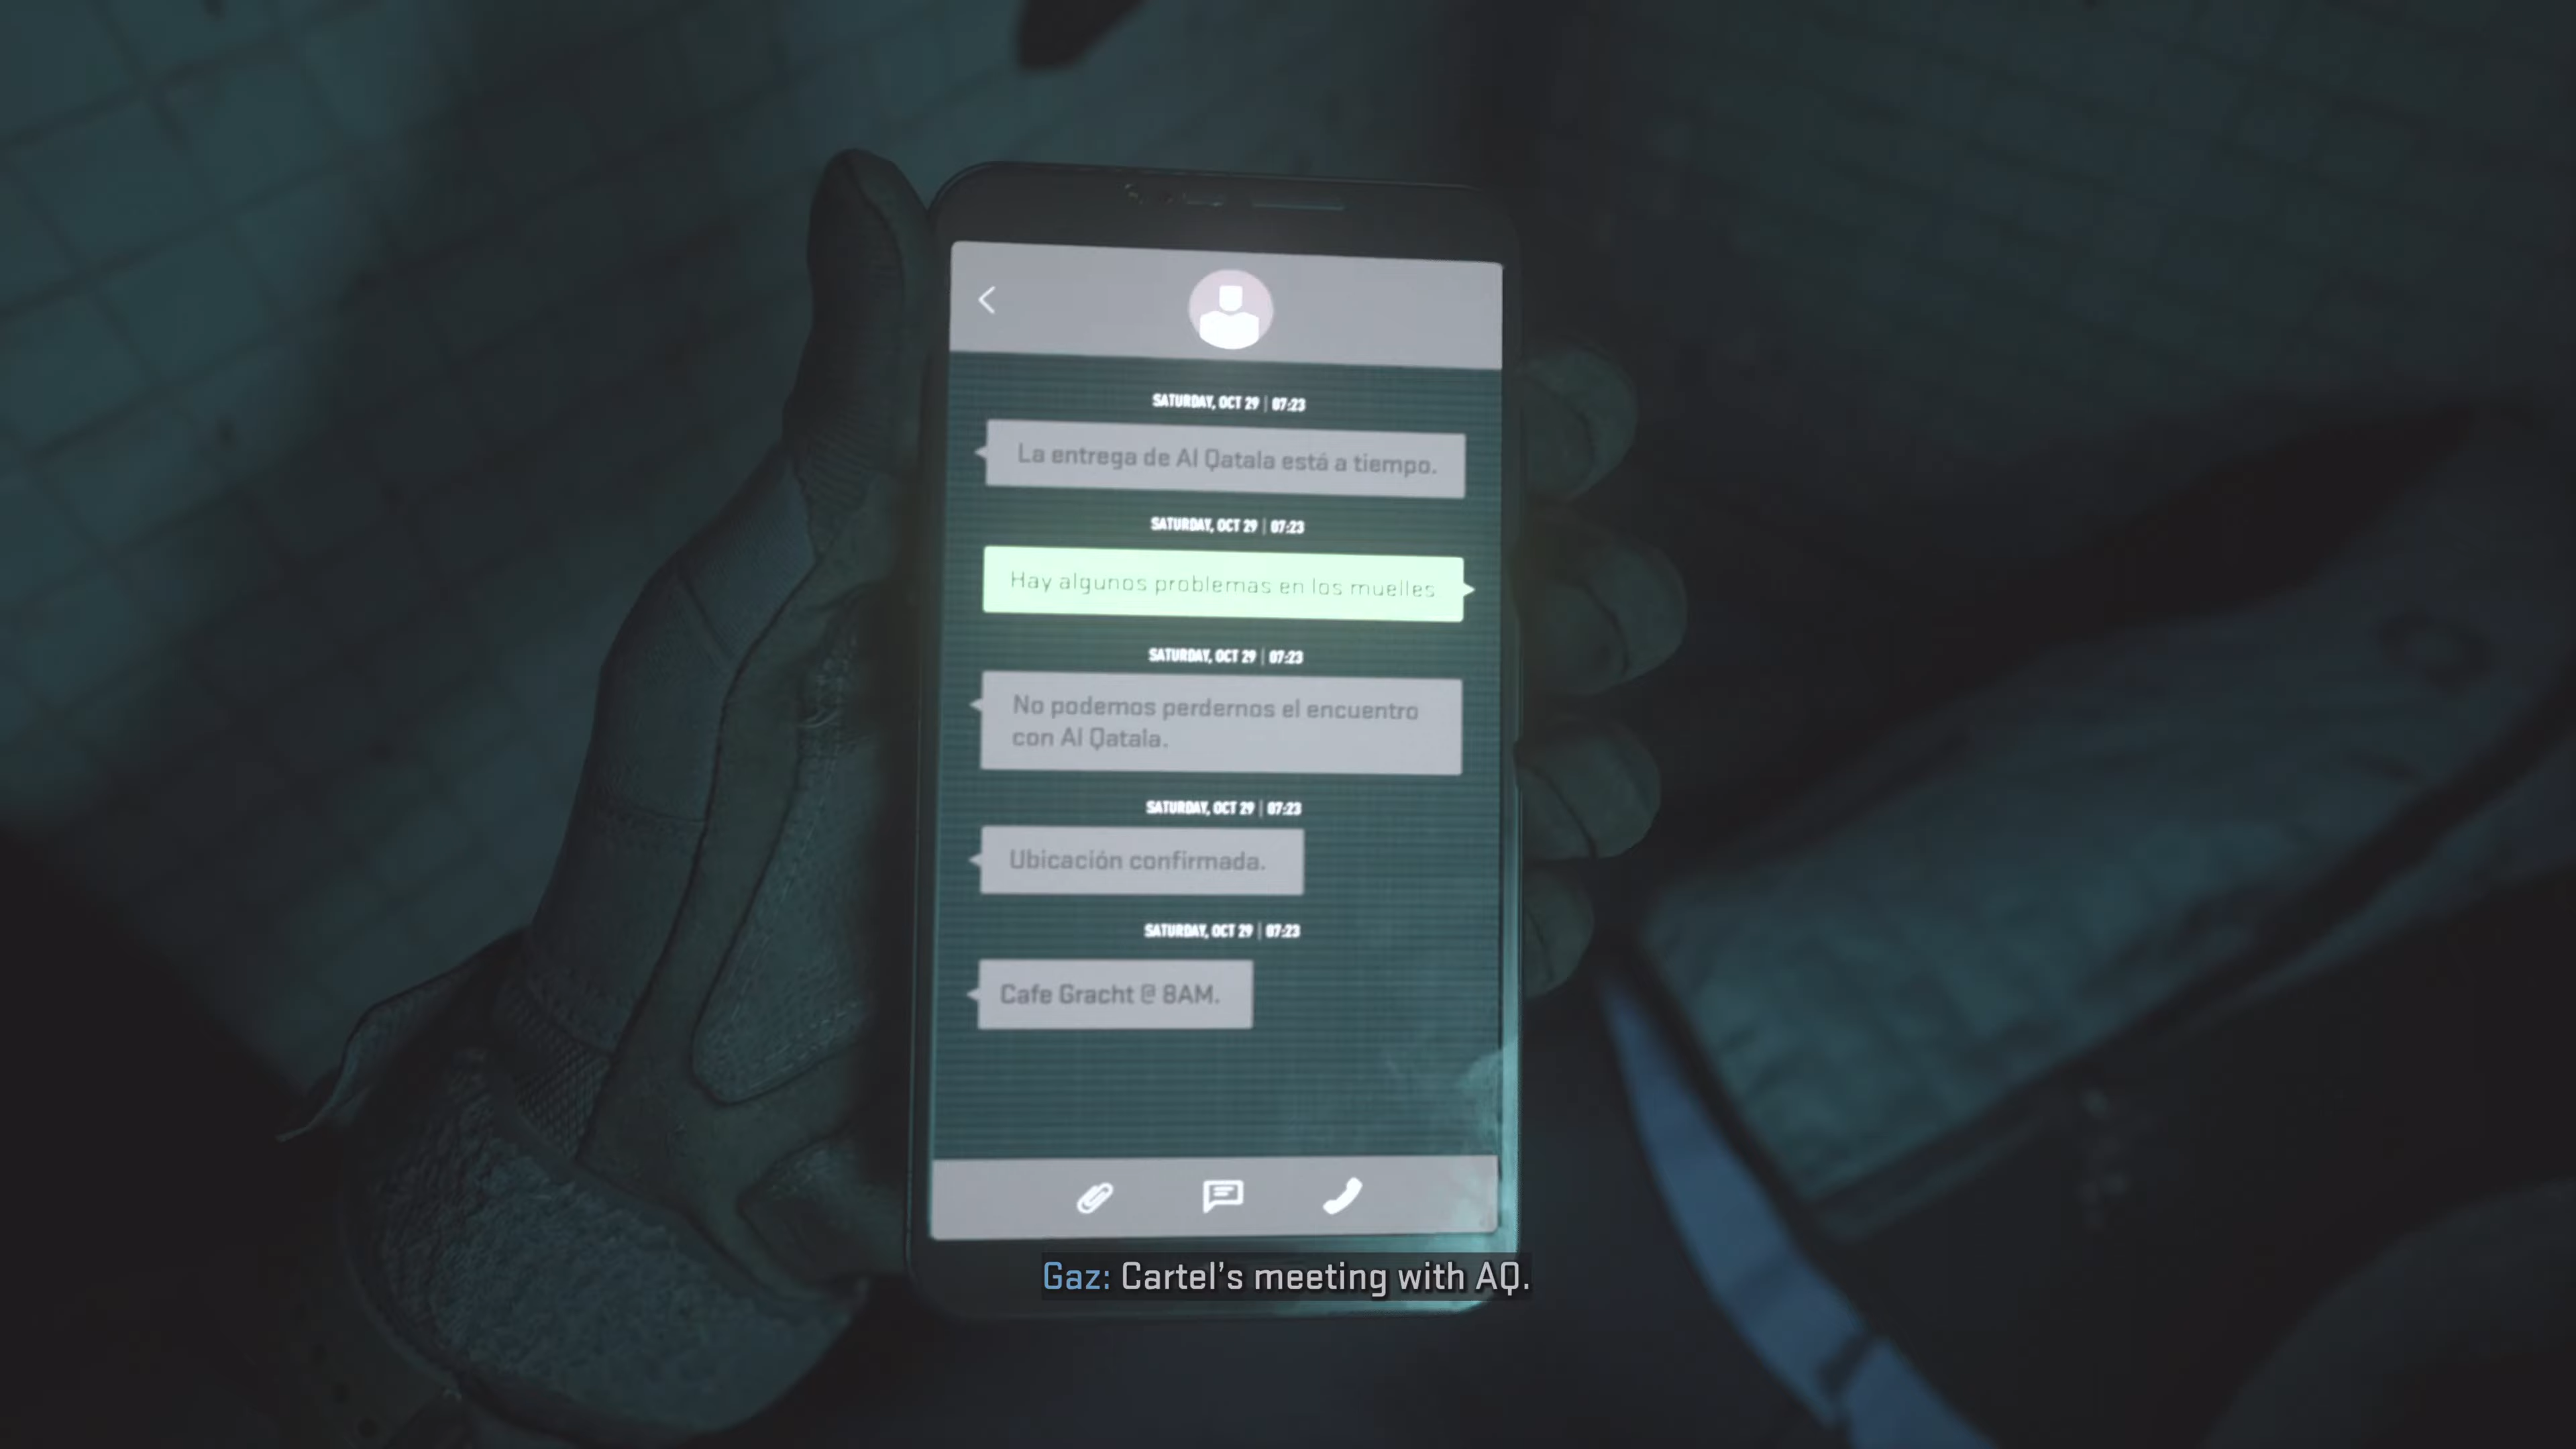 SATURDAY, OCT 29 | 07:23
La entrega de Al Qatala está a tiempo.
SATURDAY, OCT 29 | 07:23
Hay algunos problemas en los muelles
SATURDAY, OCT 29 | 07:23
No podemos perdernos el encuentro
con Al Qatala.
SATURDAY, OCT 29 | 07:23
Ubicación confirmada.
SATURDAY, OCT 29 | 07:23
Cafe Gracht @ 8AM.
Gaz: Cartel's meeting with AQ.